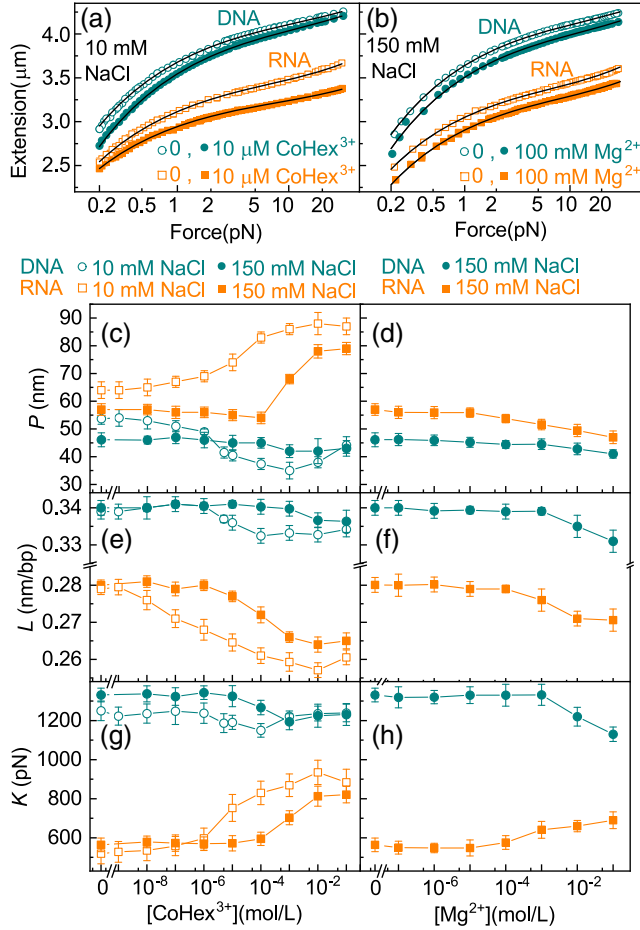 (a) DNA
10 mM
NaCl
RNA
0 , 10 µM CoHex³⁺
0 , 10 µM CoHex³⁺
Extension(µm)
4.0
3.5
3.0
2.5
0.2 0.5 1 2 5 10 20
Force(pN)
(b) DNA
150 mM
NaCl
RNA
0 , 100 mM Mg²⁺
0 , 100 mM Mg²⁺
0.2 0.5 1 2 5 10 20
Force(pN)
DNA 10 mM NaCl 150 mM NaCl DNA 150 mM NaCl
RNA 10 mM NaCl 150 mM NaCl RNA 150 mM NaCl
(c) (d)
P (nm)
90
80
70
60
50
40
30
(e) (f)
L (nm/bp)
0.34
0.33
0.28
0.27
0.26
(g) (h)
K (pN)
1200
1000
800
600
0 10⁻⁸ 10⁻⁶ 10⁻⁴ 10⁻²
[CoHex³⁺](mol/L)
0 10⁻⁸ 10⁻⁶ 10⁻⁴ 10⁻²
[Mg²⁺](mol/L)